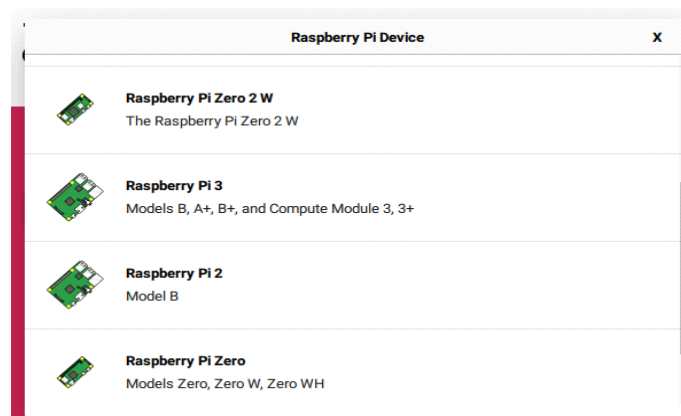 Raspberry Pi Device X
Raspberry Pi Zero 2 W
The Raspberry Pi Zero 2 W
Raspberry Pi 3
Models B, A+, B+, and Compute Module 3, 3+
Raspberry Pi 2
Model B
Raspberry Pi Zero
Models Zero, Zero W, Zero WH